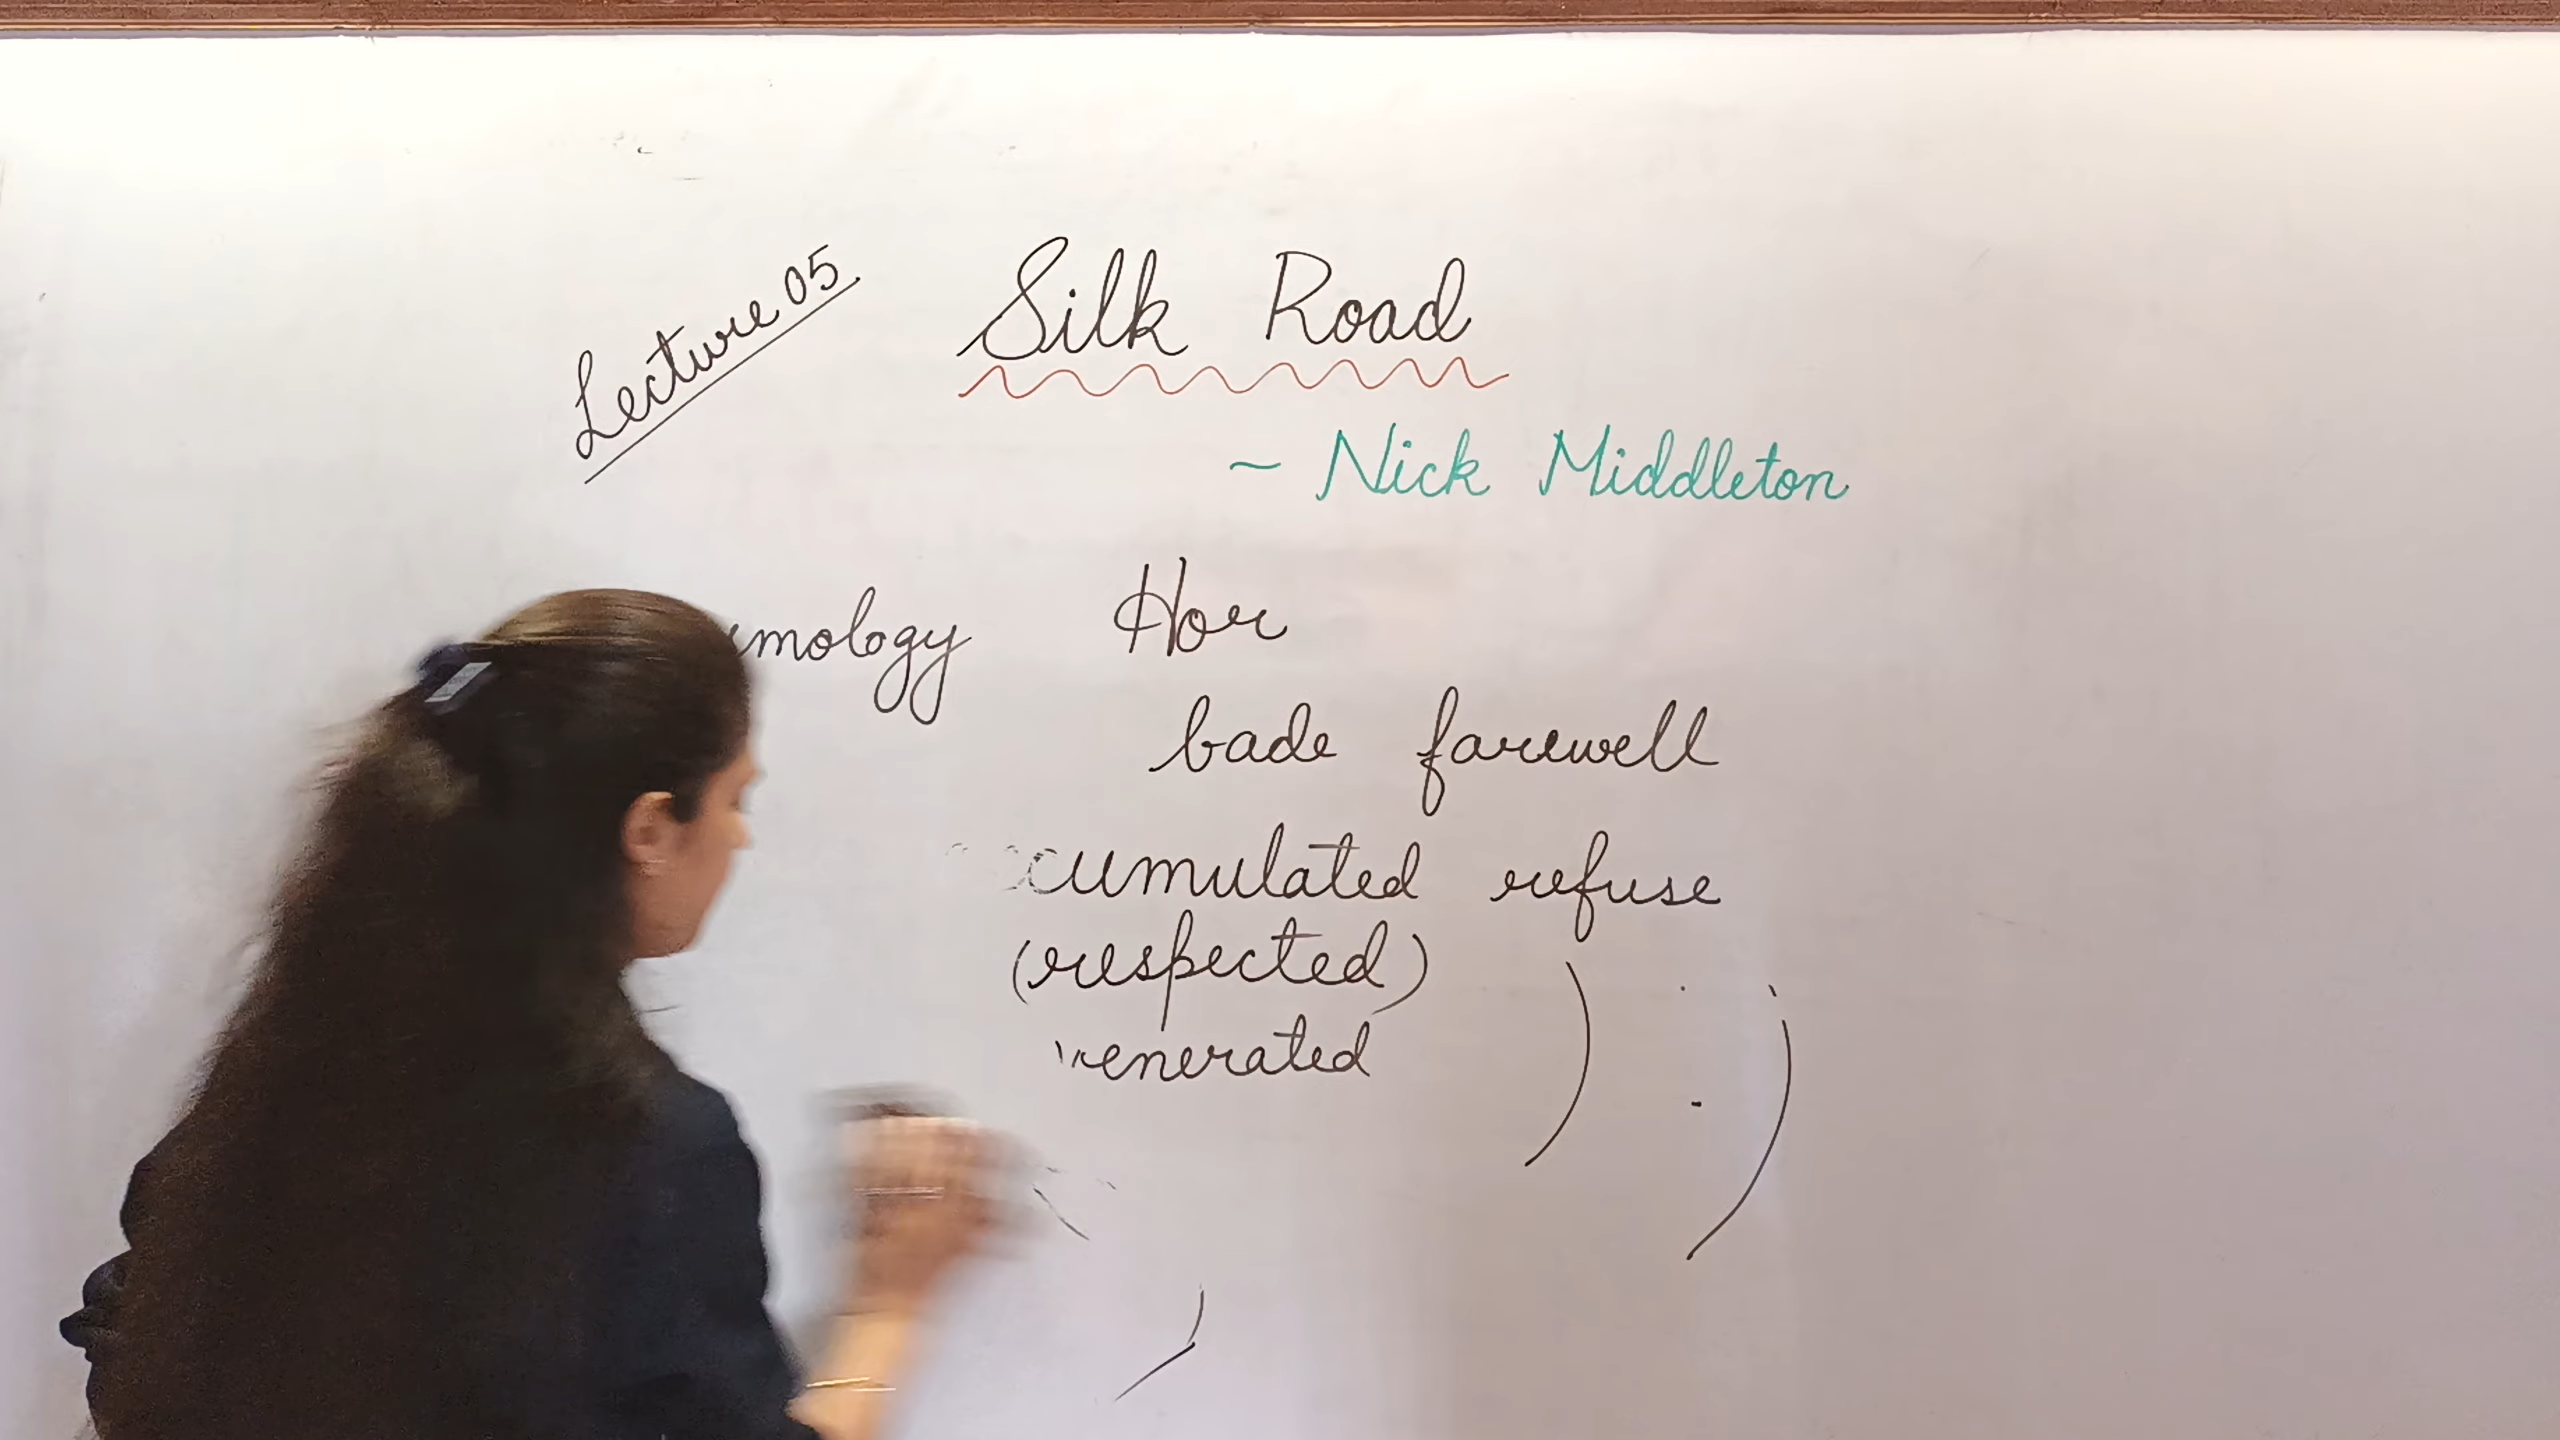 Lecture 05
Silk Road
~ Nick Middleton
mology Hor
bade farewell
cumulated refuse
(respected)
venerated